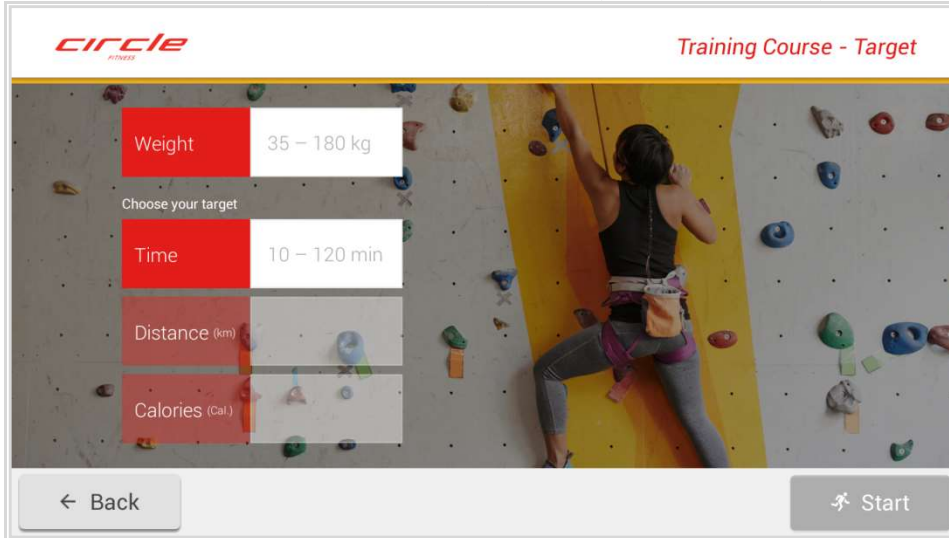 circle
FITNESS
Training Course - Target
Weight 35 – 180 kg
Choose your target
Time 10 – 120 min
Distance (km)
Calories (Cal.)
← Back
Start